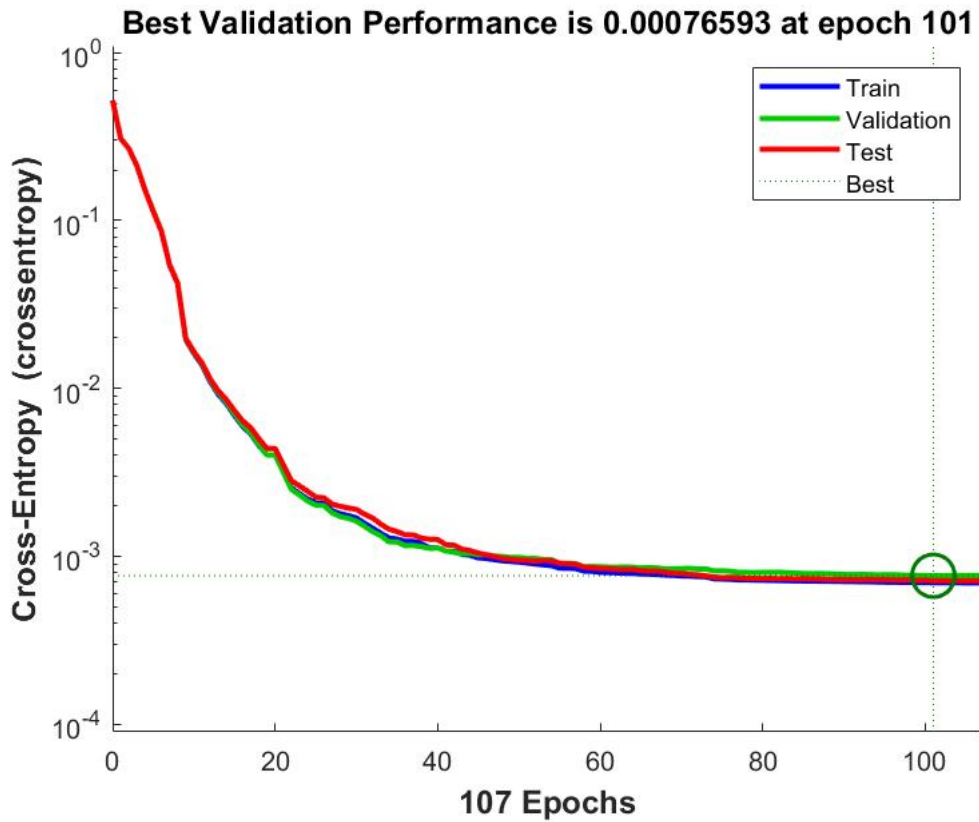 Best Validation Performance is 0.00076593 at epoch 101
Train
Validation
Test
Best
Cross-Entropy (crossentropy)
10^0
10^-1
10^-2
10^-3
10^-4
0 20 40 60 80 100
107 Epochs